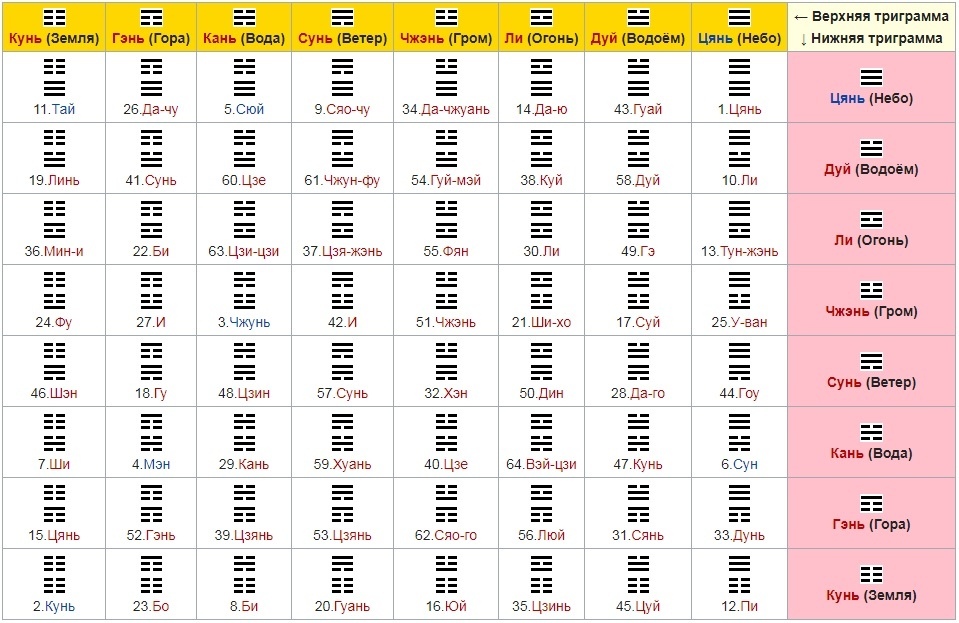 Кунь (Земля) Гэнь (Гора) Кань (Вода) Сунь (Ветер) Чжэнь (Гром) Ли (Огонь) Дуй (Водоём) Цянь (Небо) ← Верхняя триграмма
↓ Нижняя триграмма
11.Тай 26.Да-чу 5.Сюй 9.Сяо-чу 34.Да-чжуань 14.Да-ю 43.Гуай 1.Цянь Цянь (Небо)
19.Линь 41.Сунь 60.Цзе 61.Чжун-фу 54.Гуй-мэй 38.Куй 58.Дуй 10.Ли Дуй (Водоём)
36.Мин-и 22.Би 63.Цзи-цзи 37.Цзя-жэнь 55.Фян 30.Ли 49.Гэ 13.Тун-жэнь Ли (Огонь)
24.Фу 27.И 3.Чжунь 42.И 51.Чжэнь 21.Ши-хо 17.Суй 25.У-ван Чжэнь (Гром)
46.Шэн 18.Гу 48.Цзин 57.Сунь 32.Хэн 50.Дин 28.Да-го 44.Гоу Сунь (Ветер)
7.Ши 4.Мэн 29.Кань 59.Хуань 40.Цзе 64.Вэй-цзи 47.Кунь 6.Сун Кань (Вода)
15.Цянь 52.Гэнь 39.Цзянь 53.Цзянь 62.Сяо-го 56.Люй 31.Сянь 33.Дунь Гэнь (Гора)
2.Кунь 23.Бо 8.Би 20.Гуань 16.Юй 35.Цзинь 45.Цуй 12.Пи Кунь (Земля)